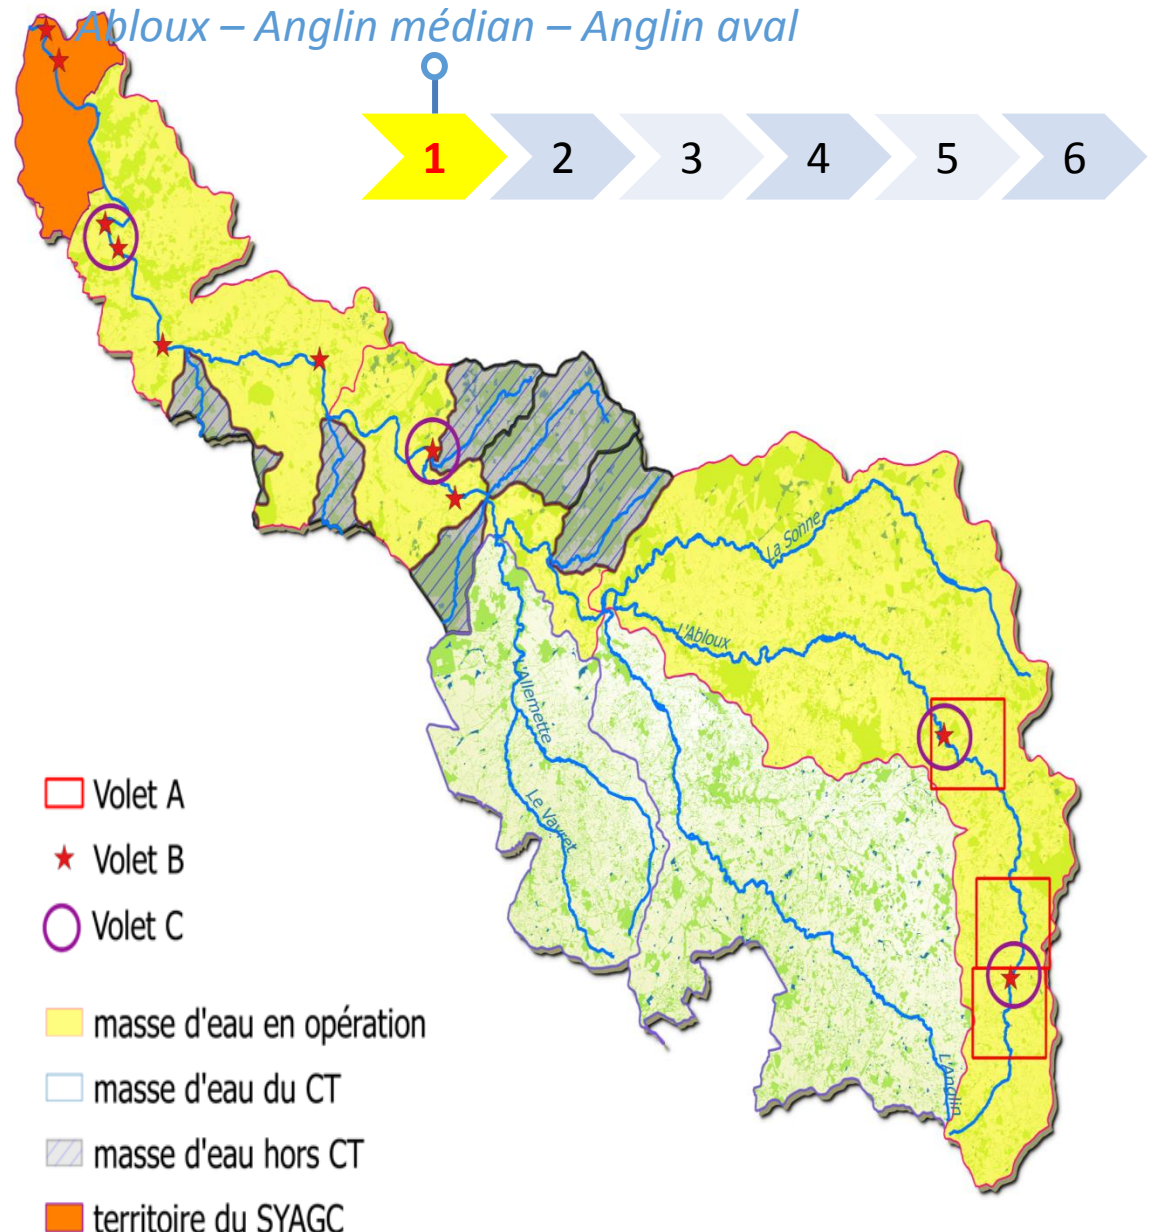 Abloux – Anglin médian – Anglin aval
1 2 3 4 5 6
La Sonne
L'Abloux
L'Allemette
Le Vavret
L'Anglin
Volet A
Volet B
Volet C
masse d'eau en opération
masse d'eau du CT
masse d'eau hors CT
territoire du SYAGC